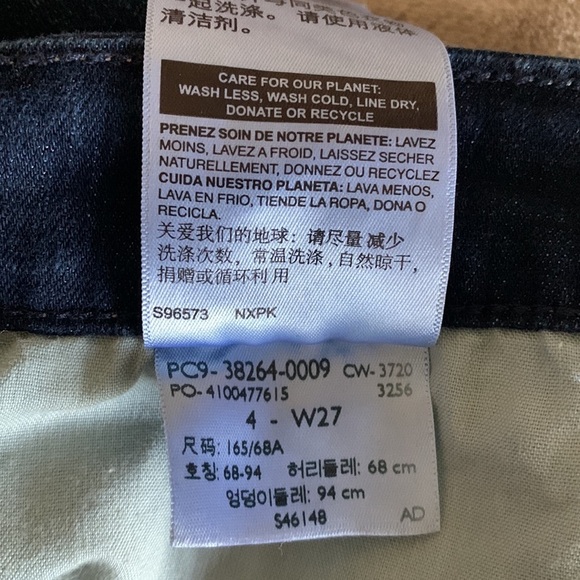 一起洗涤。请使用液体
清洁剂。
CARE FOR OUR PLANET:
WASH LESS, WASH COLD, LINE DRY,
DONATE OR RECYCLE
PRENEZ SOIN DE NOTRE PLANETE: LAVEZ
MOINS, LAVEZ A FROID, LAISSEZ SECHER
NATURELLEMENT, DONNEZ OU RECYCLEZ
CUIDA NUESTRO PLANETA: LAVA MENOS,
LAVA EN FRIO, TIENDE LA ROPA, DONA O
RECICLA.
关爱我们的地球: 请尽量 减少
洗涤次数, 常温洗涤, 自然晾干,
捐赠或循环利用
S96573 NXPK
PC9-38264-0009 CW-3720
PO-4100477615 3256
4 - W27
尺码: 165/68A
호칭: 68-94 허리둘레: 68 cm
엉덩이둘레: 94 cm
S46148 AD